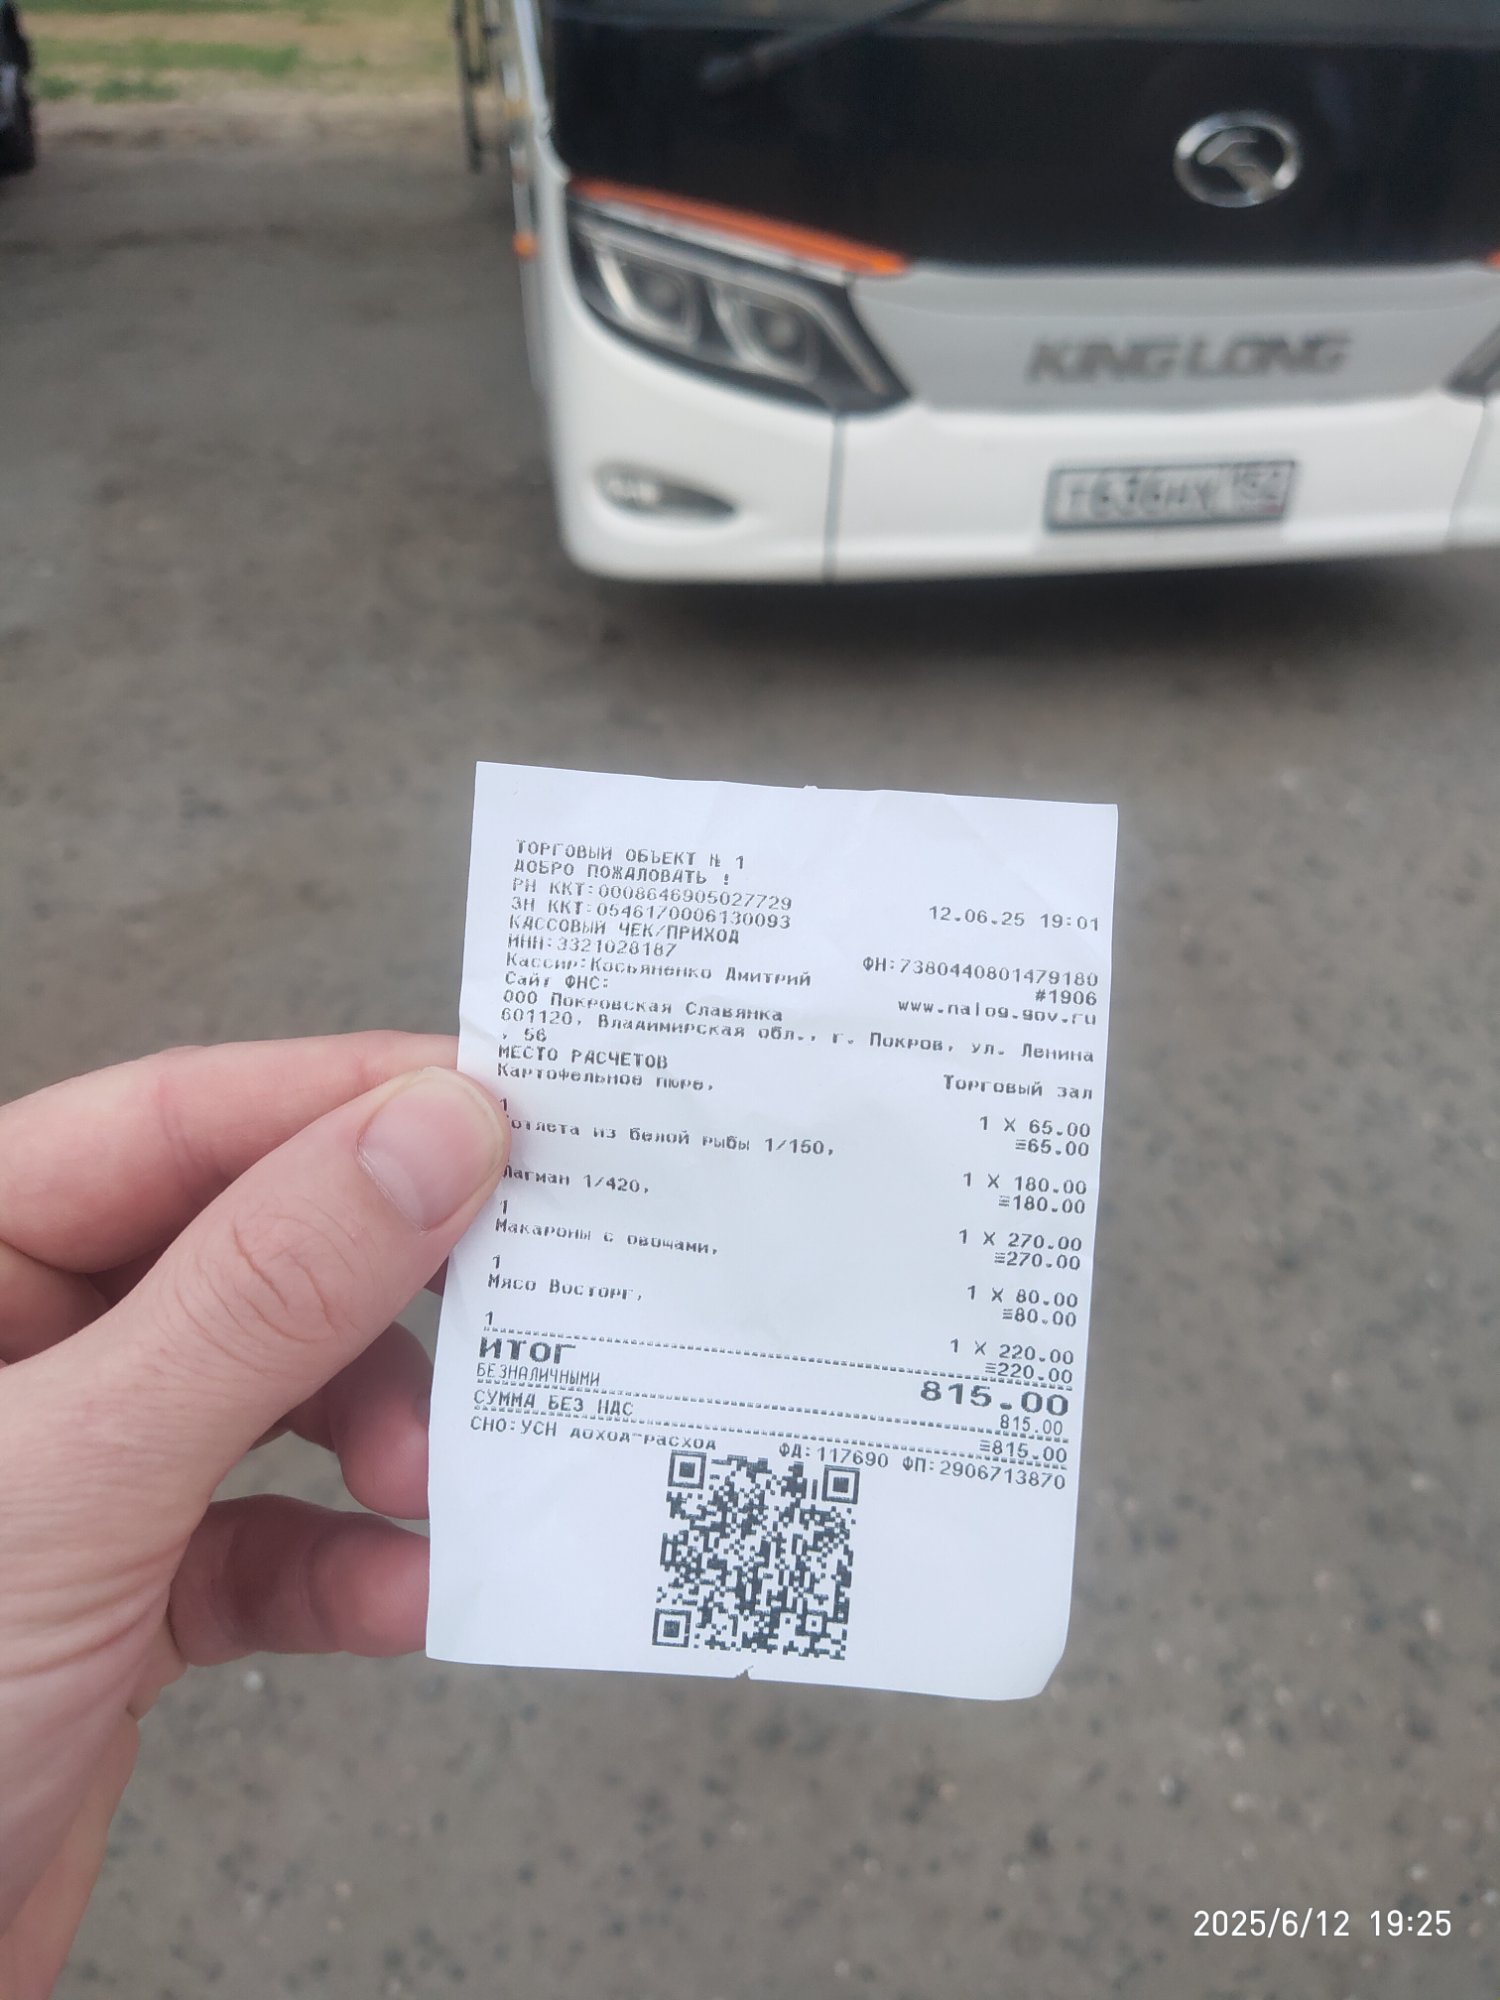 KING LONG
ТОРГОВЫЙ ОБЪЕКТ № 1
ДОБРО ПОЖАЛОВАТЬ !
РН ККТ:0008646905027729 12.06.25 19:01
ЗН ККТ:0546170006130093
КАССОВЫЙ ЧЕК/ПРИХОД
ИНН:3321028187 ФН:7380440801479180
Кассир:Косьяненко Дмитрий #1906
Сайт ФНС: www.nalog.gov.ru
ООО Покровская Славянка
601120, Владимирская обл., г. Покров, ул. Ленина
, 56
МЕСТО РАСЧЕТОВ Торговый зал
Картофельное пюре,
1 1 X 65.00
≡65.00
из белой рыбы 1/150,
1 X 180.00
≡180.00
Лагман 1/420,
1 1 X 270.00
≡270.00
Макароны с овощами,
1 1 X 80.00
≡80.00
Мясо Восторг,
1 1 X 220.00
≡220.00
ИТОГ 815.00
БЕЗНАЛИЧНЫМИ 815.00
СУММА БЕЗ НДС ≡815.00
СНО:УСН доход-расход ФД:117690 ФП:2906713870
2025/6/12 19:25